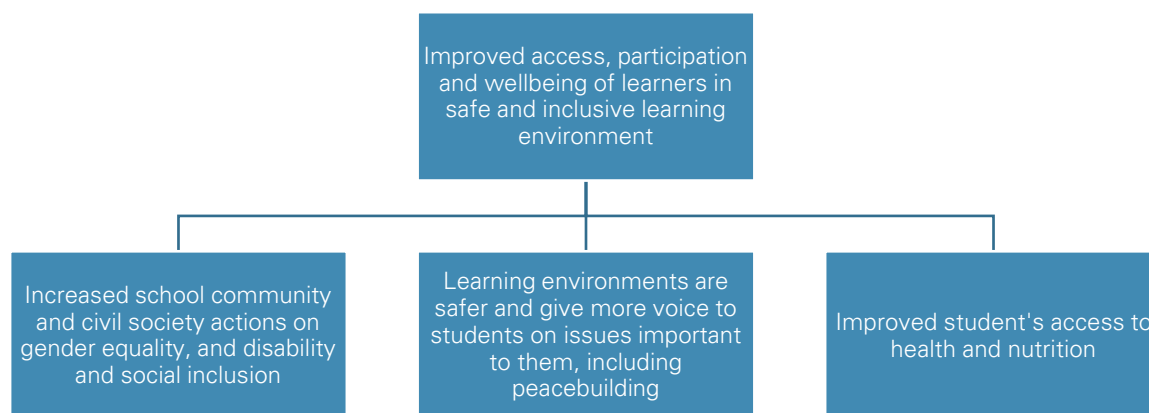 Improved access, participation
and wellbeing of learners in
safe and inclusive learning
environment
Increased school community
and civil society actions on
gender equality, and disability
and social inclusion
Learning environments are
safer and give more voice to
students on issues important
to them, including
peacebuilding
Improved student's access to
health and nutrition